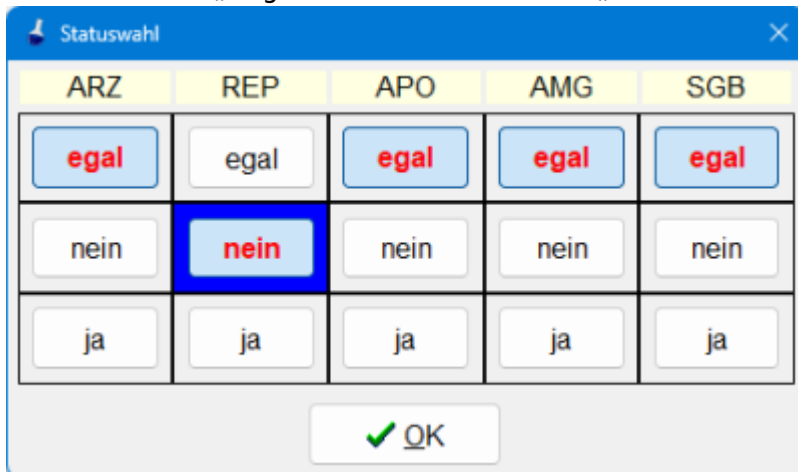 Statuswahl
ARZ REP APO AMG SGB
egal egal egal egal egal
nein nein nein nein nein
ja ja ja ja ja
OK